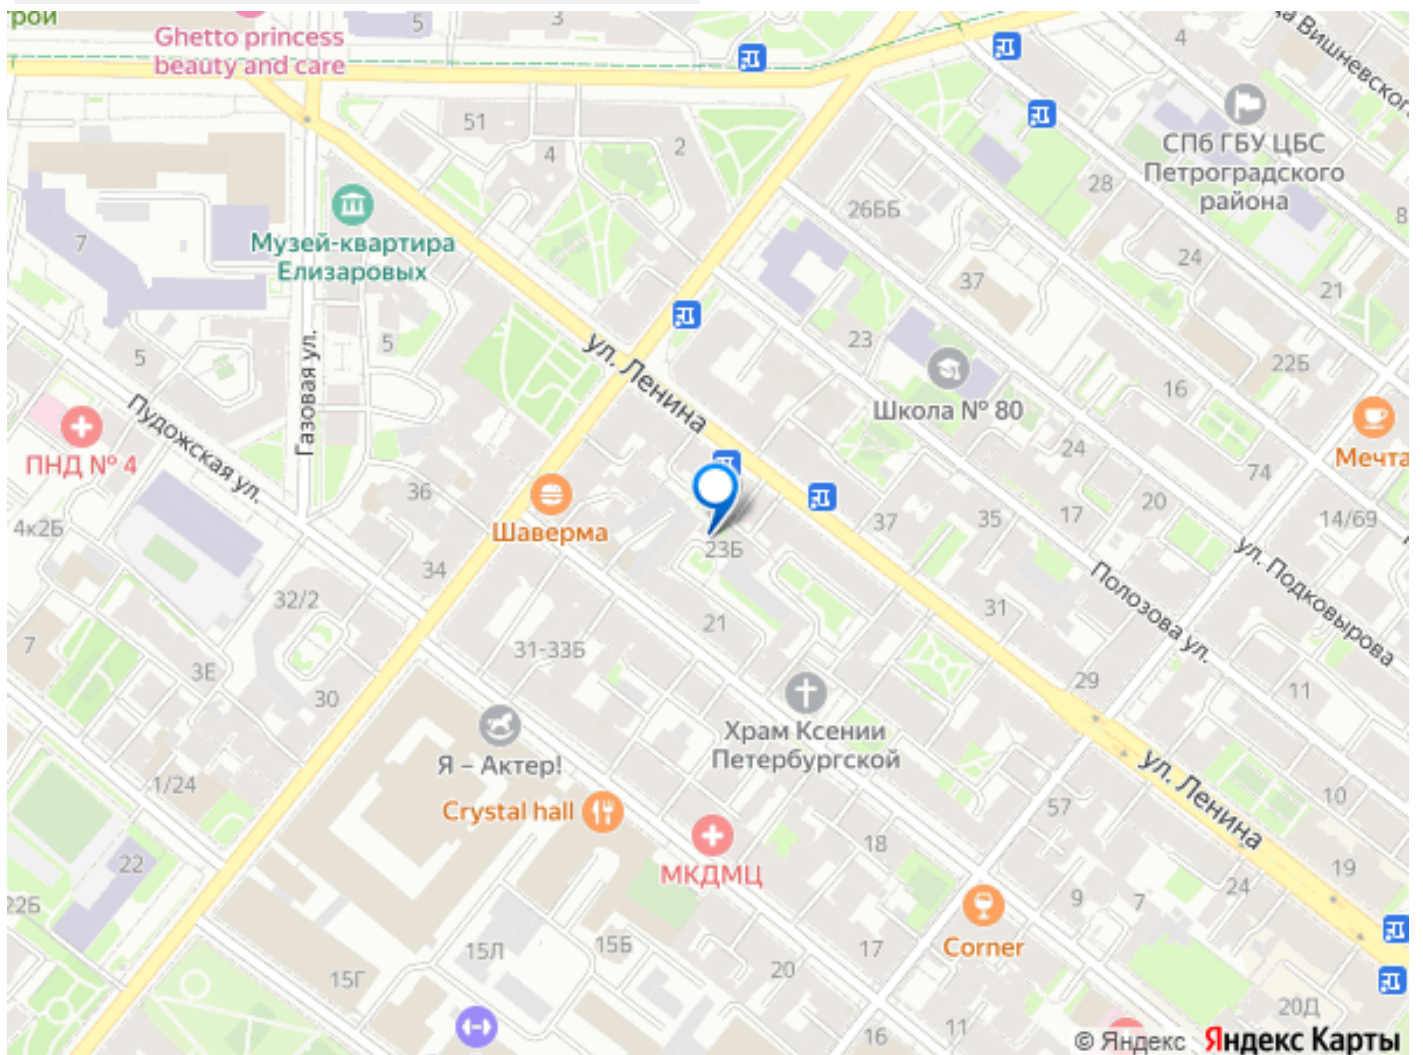 рой
Ghetto princess
beauty and care
5
3
4
да Вишневског
51
4
2
СПб ГБУ ЦБС
Петроградского
района
28
26ББ
8
7
Музей-квартира
Елизаровых
24
37
21
5
5
Газовая ул.
ул. Ленина
23
22Б
16
Школа № 80
Пудожская ул.
ПНД № 4
Мечта
24
74
36
Шаверма
20
17
14/69
4к2Б
37
35
23Б
ул. Подковырова
34
Полозова ул.
32/2
31
21
7
31-33Б
3Е
30
29
11
Храм Ксении
Петербургской
Я – Актер!
ул. Ленина
1/24
10
Crystal hall
57
18
22
МКДМЦ
19
24
22Б
9
7
Corner
15Л
15Б
17
20
15Г
20Д
16
11
© Яндекс Яндекс Карты